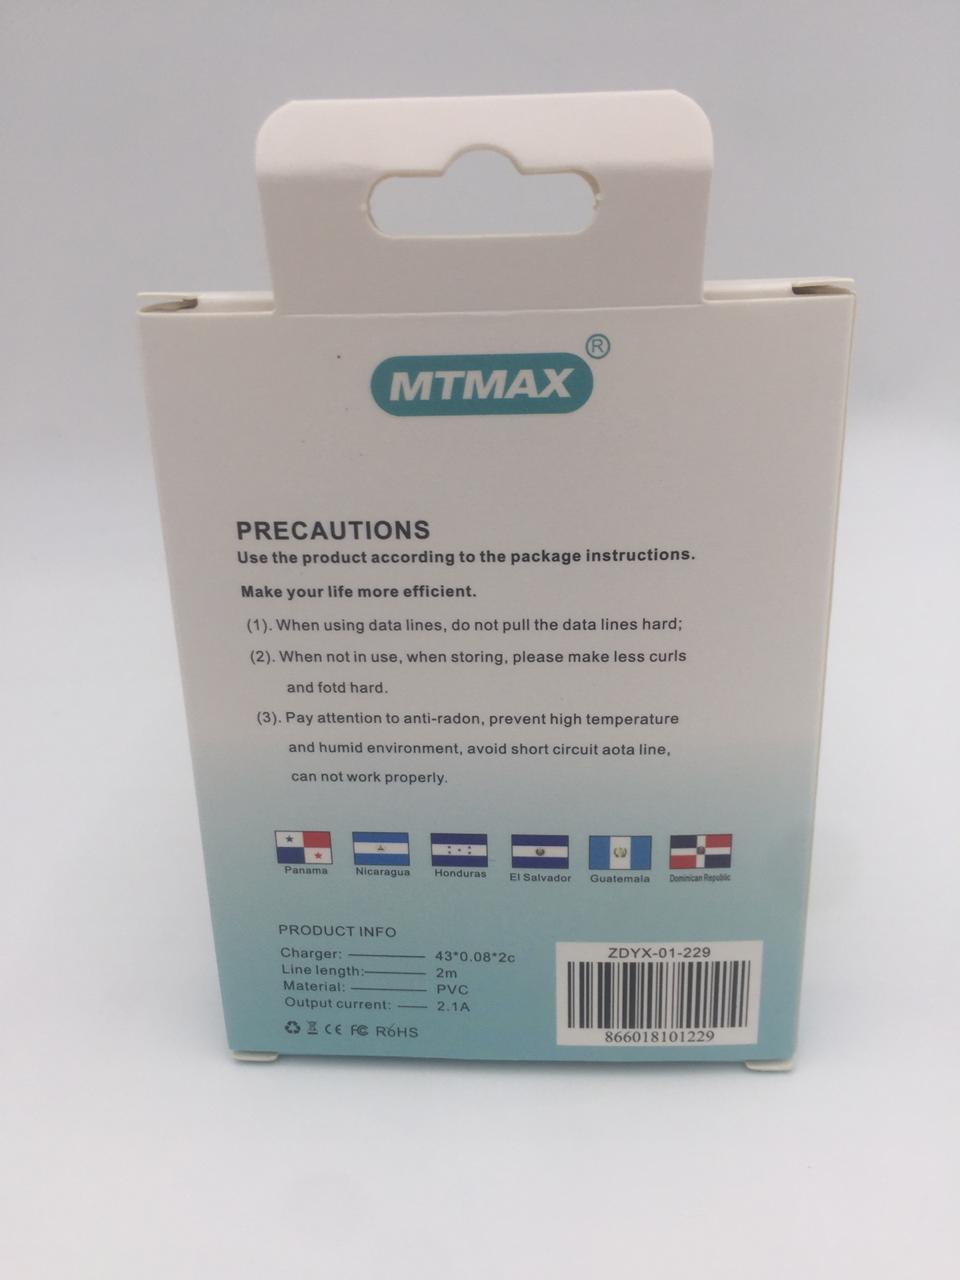 MTMAX ®
PRECAUTIONS
Use the product according to the package instructions.
Make your life more efficient.
(1). When using data lines, do not pull the data lines hard;
(2). When not in use, when storing, please make less curls
and fotd hard.
(3). Pay attention to anti-radon, prevent high temperature
and humid environment, avoid short circuit aota line,
can not work properly.
Panama Nicaragua Honduras El Salvador Guatemala Dominican Republic
PRODUCT INFO
Charger: 43*0.08*2c
Line length: 2m
Material: PVC
Output current: 2.1A
CE FC RoHS
ZDYX-01-229
866018101229